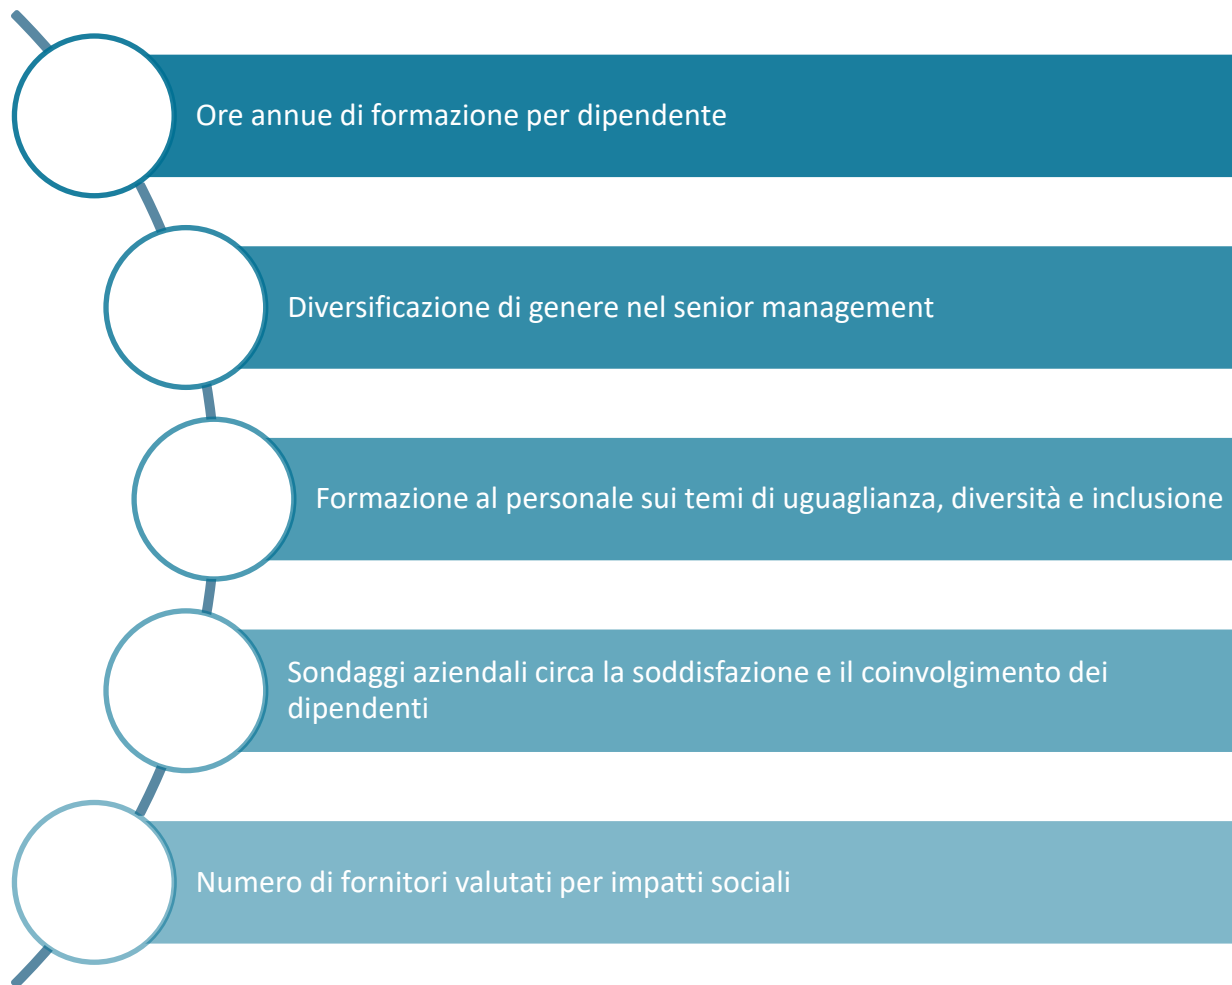 Ore annue di formazione per dipendente
Diversificazione di genere nel senior management
Formazione al personale sui temi di uguaglianza, diversità e inclusione
Sondaggi aziendali circa la soddisfazione e il coinvolgimento dei
dipendenti
Numero di fornitori valutati per impatti sociali